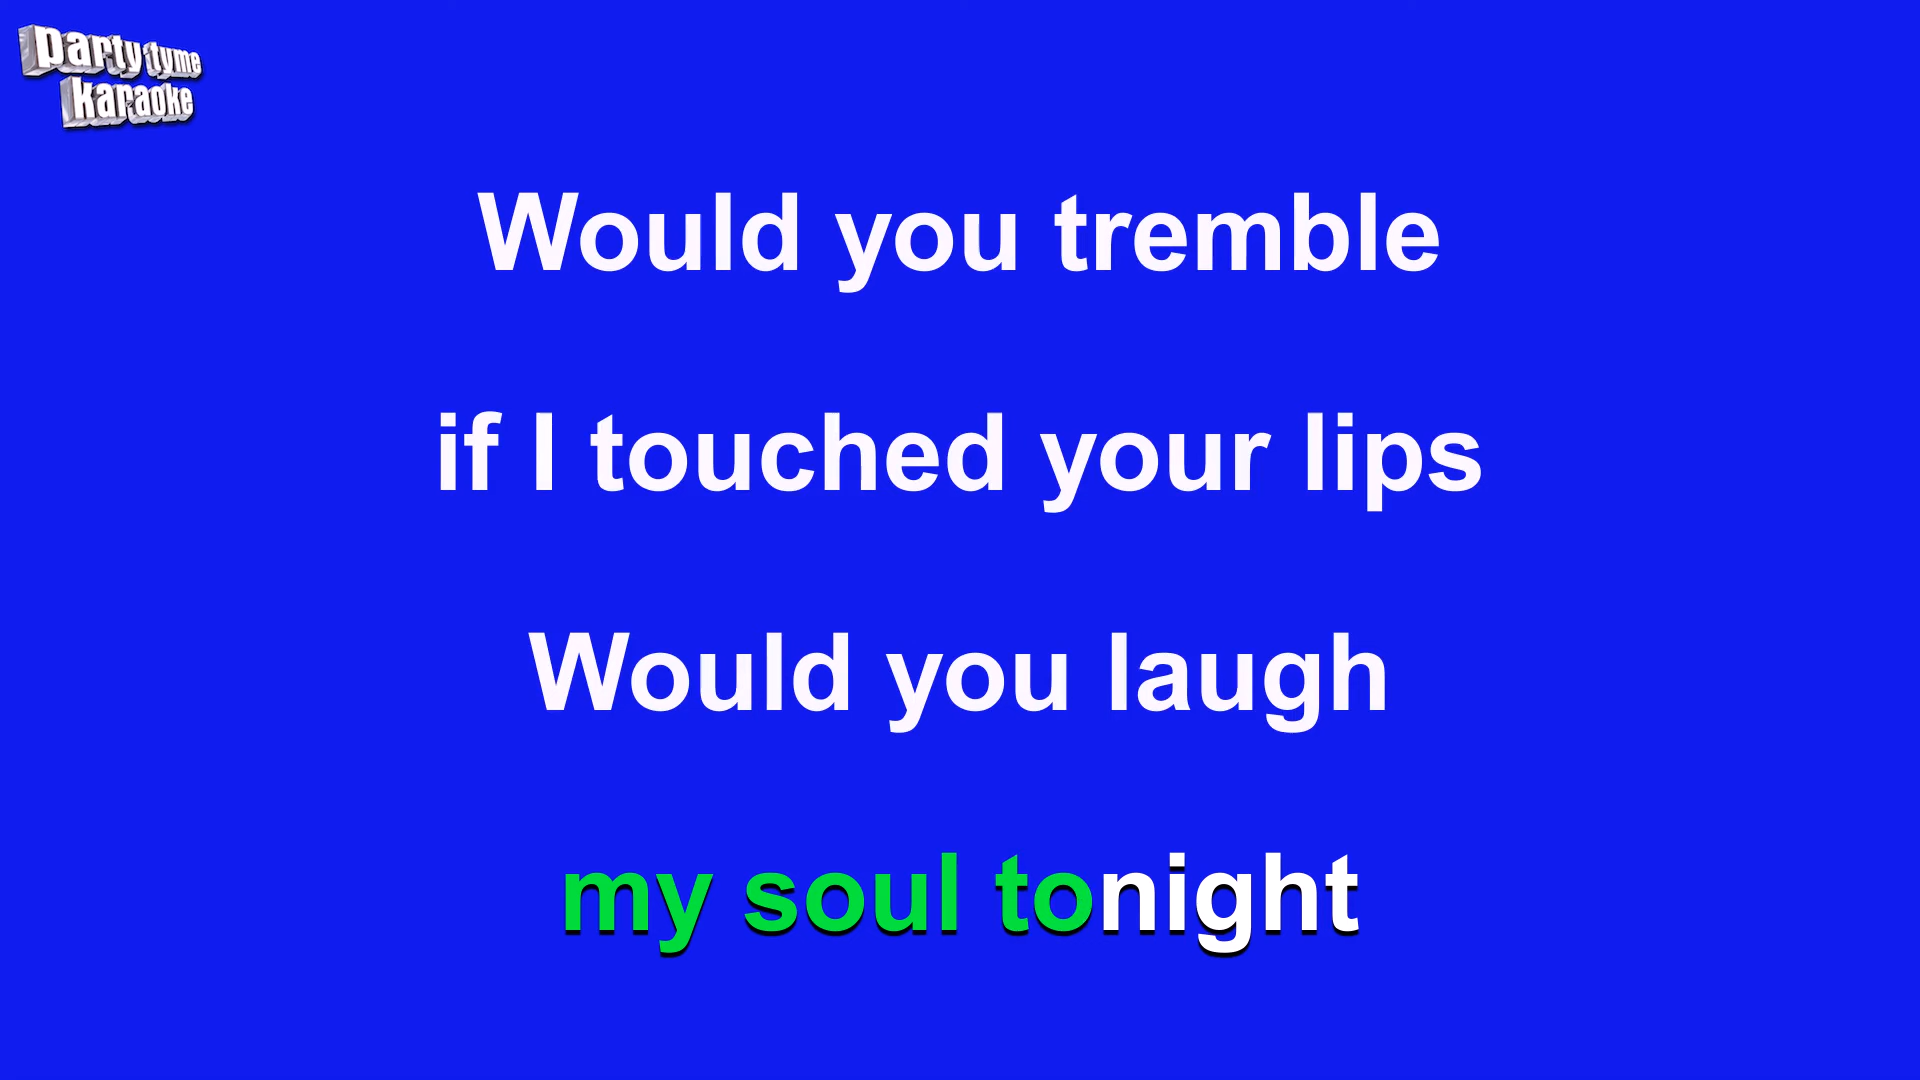 party tyme
karaoke
Would you tremble
if I touched your lips
Would you laugh
my soul tonight